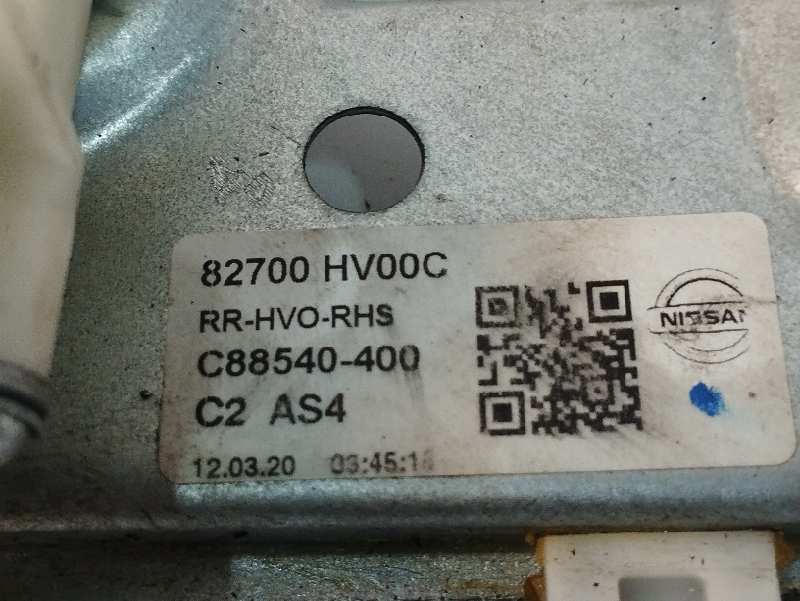 82700 HV00C
RR-HVO-RHS
C88540-400
C2 AS4
12.03.20
NISSAN